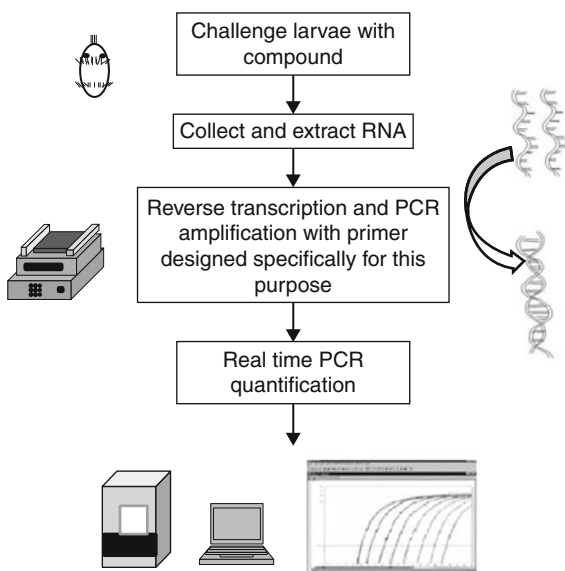 Challenge larvae with
compound
Collect and extract RNA
Reverse transcription and PCR
amplification with primer
designed specifically for this
purpose
Real time PCR
quantification